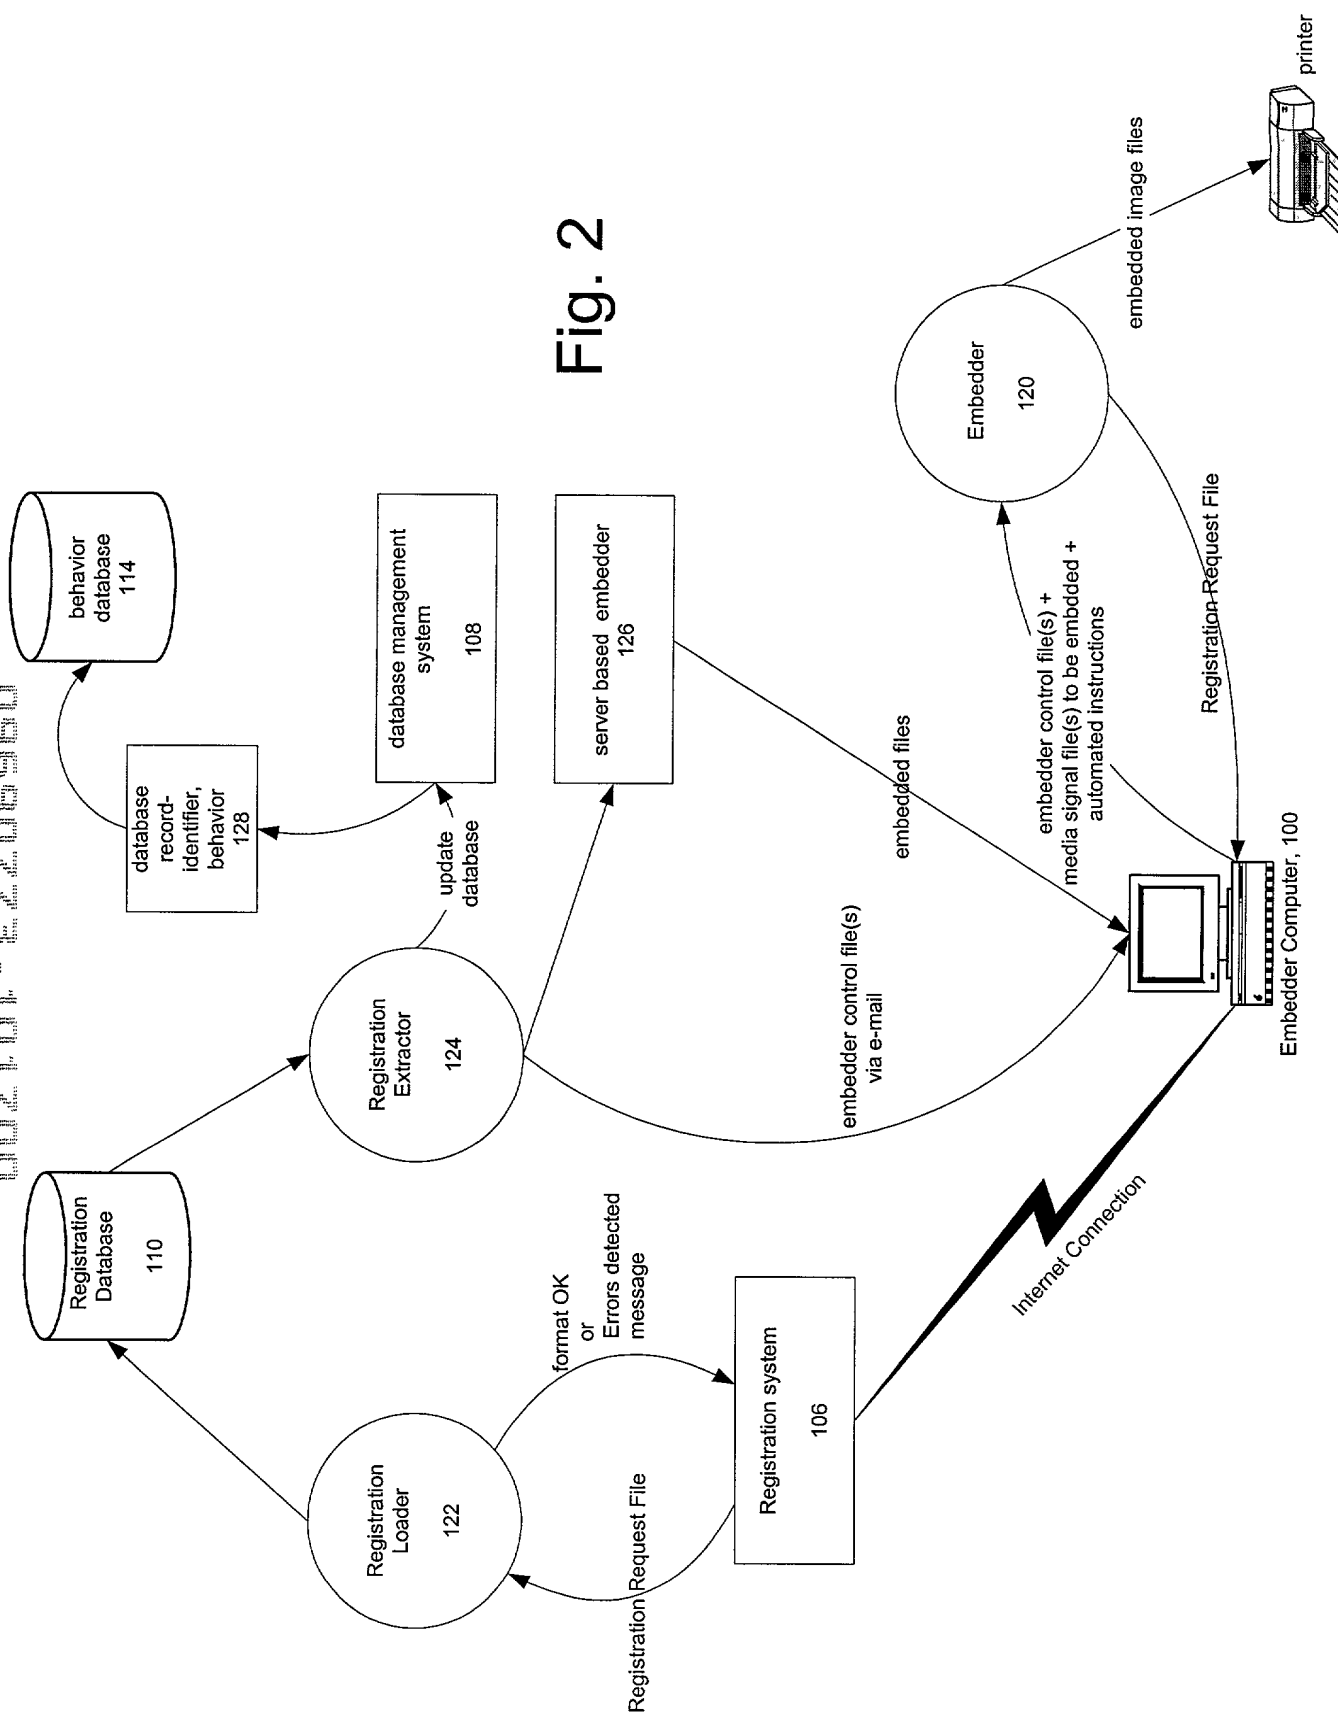 Registration
Database
110
behavior
database
114
database
record-
identifier,
behavior
128
Registration
Loader
122
Registration
Extractor
124
update
database
database management
system
108
format OK
or
Errors detected
message
Registration Request File
server based embedder
126
Fig. 2
Registration system
106
embedder control file(s)
via e-mail
embedded files
Embedder
120
Internet Connection
embedder control file(s) +
media signal file(s) to be embdded +
automated instructions
Registration Request File
embedded image files
Embedder Computer, 100
printer